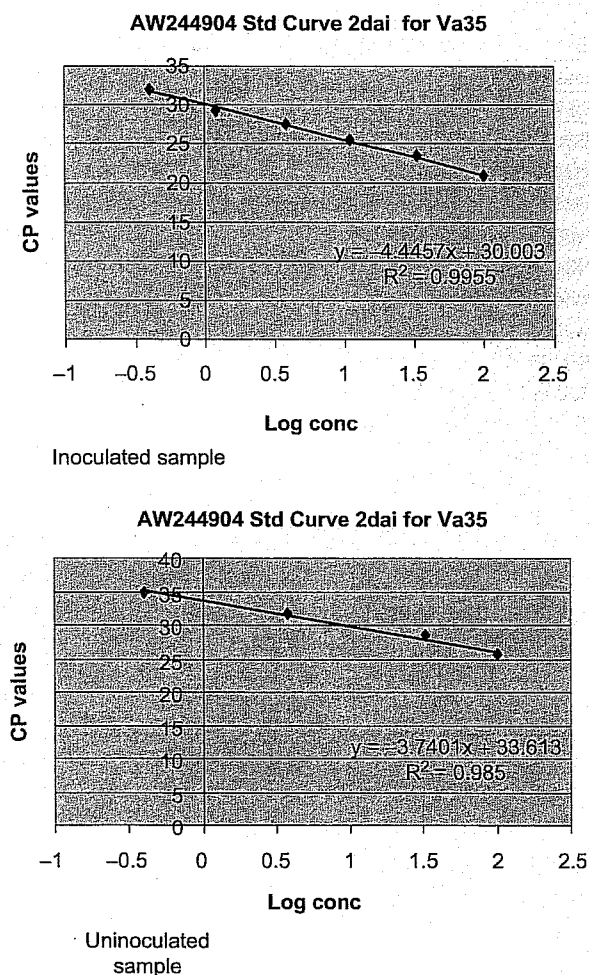 AW244904 Std Curve 2dai for Va35
35
30
25
20
15
10
5
0
CP values
y = −4.4457x + 30.003
R² = 0.9955
−1 −0.5 0 0.5 1 1.5 2 2.5
Log conc
Inoculated sample
AW244904 Std Curve 2dai for Va35
40
35
30
25
20
15
10
5
0
CP values
y = −3.7401x + 33.613
R² = 0.985
−1 −0.5 0 0.5 1 1.5 2 2.5
Log conc
Uninoculated
sample